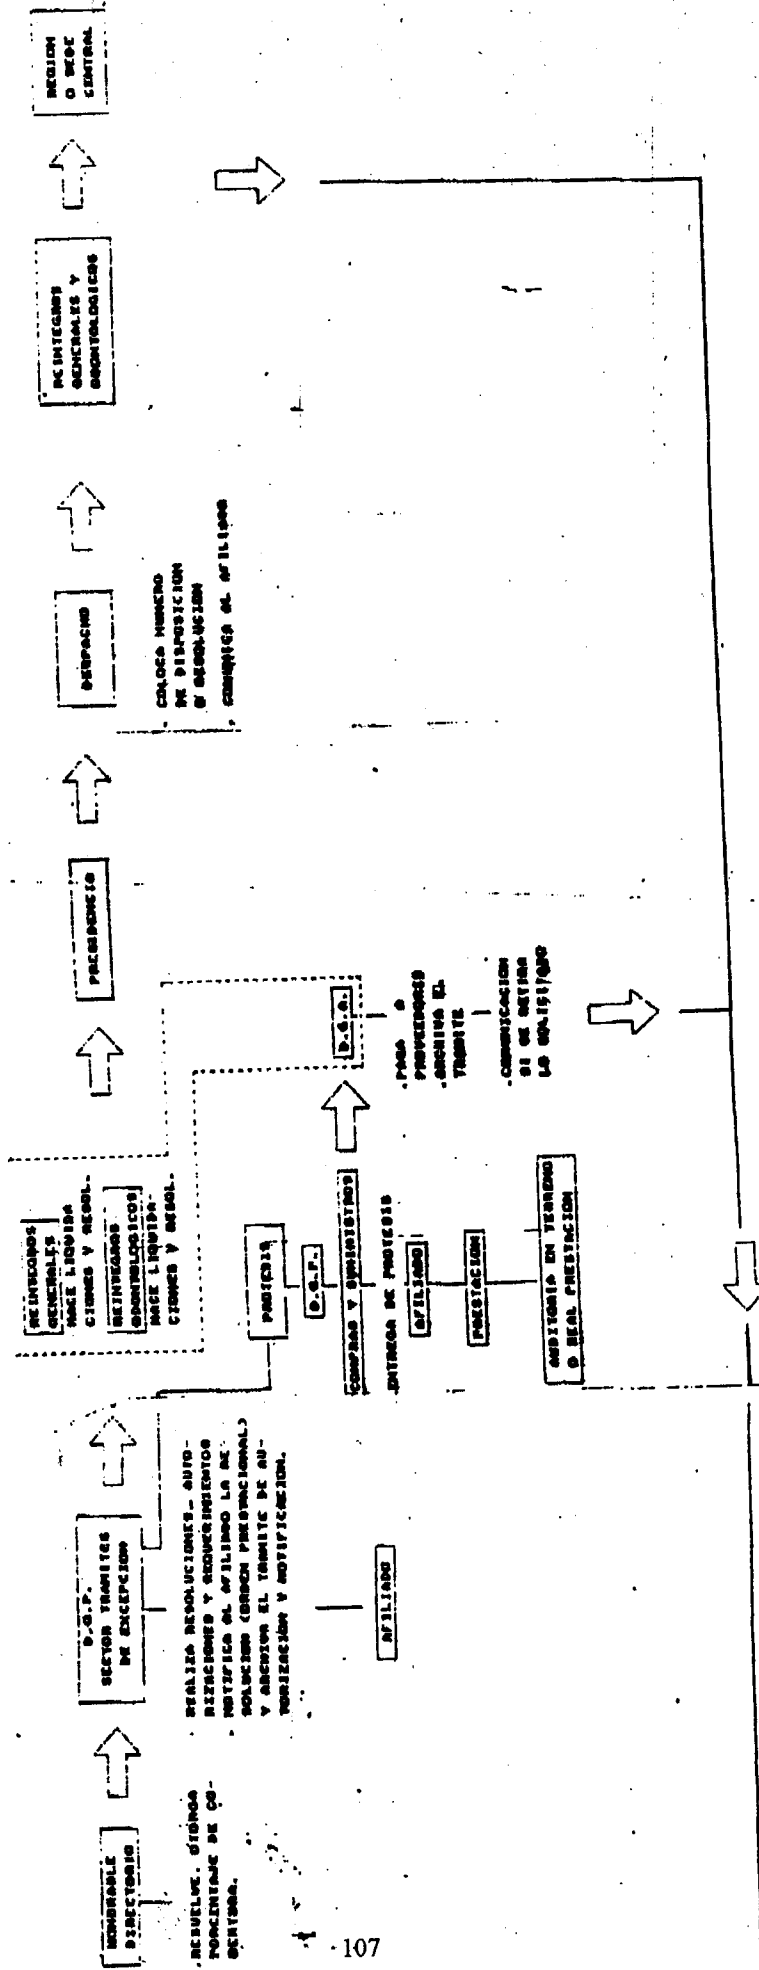 HONORABLE
DIRECTORIO
.RESUELVE. OTORGA
PORCENTAJE DE CO-
BERTURA.
D.G.P.
SECTOR TRAMITES
DE EXCEPCION
REALIZA RESOLUCIONES. AUTO-
RIZACIONES Y REQUERIMIENTOS
. NOTIFICA AL AFILIADO LA RE-
SOLUCION (ORDEN PRESTACIONAL)
Y ARCHIVA EL TRAMITE DE AU-
TORIZACION Y NOTIFICACION.
AFILIADO
REINTEGROS
GENERALES
HACE LIQUIDA
CIONES Y RESOL.
REINTEGROS
ODONTOLOGICOS
HACE LIQUIDA-
CIONES Y RESOL.
PROTESIS
D.G.P.
COMPRAS Y SUMINISTROS
ENTREGA DE PROTESIS
AFILIADO
PRESTACION
AUDITORIA EN TERRENO
O REAL PRESTACION
D.G.A.
.PAGA A
PROVEEDORES
.ARCHIVA EL
TRAMITE
.COMUNICACION
SI SE RETIRA
LO SOLICITADO
PRESIDENCIA
DESPACHO
. COLOCA NUMERO
DE DISPOSICION
O RESOLUCION
. COMUNICA AL AFILIADO
REINTEGROS
GENERALES Y
ODONTOLOGICOS
REGION
O SEDE
CENTRAL
107